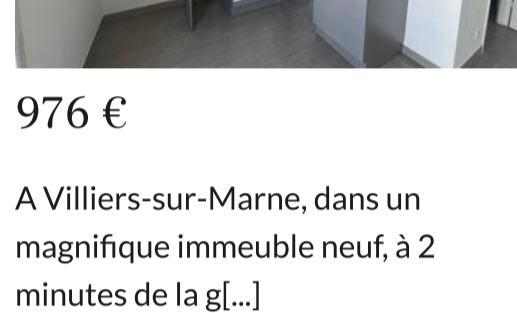 976 €
A Villiers-sur-Marne, dans un
magnifique immeuble neuf, à 2
minutes de la g[...]